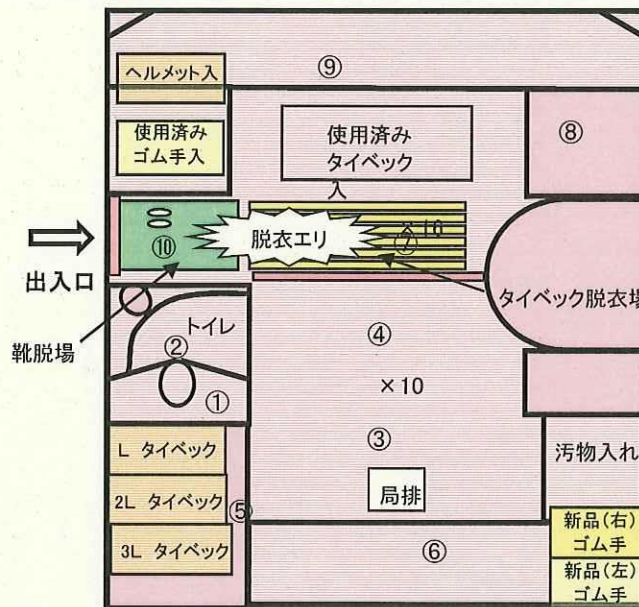 ⑨
ヘルメット入
使用済み
ゴム手入
使用済み
タイベック
入
⑧
⑩
脱衣エリ
⑦
出入口
タイベック脱衣場
靴脱場
トイレ
②
①
④
×10
③
局排
L タイベック
2L タイベック
3L タイベック
⑤
⑥
汚物入れ
新品(右)
ゴム手
新品(左)
ゴム手